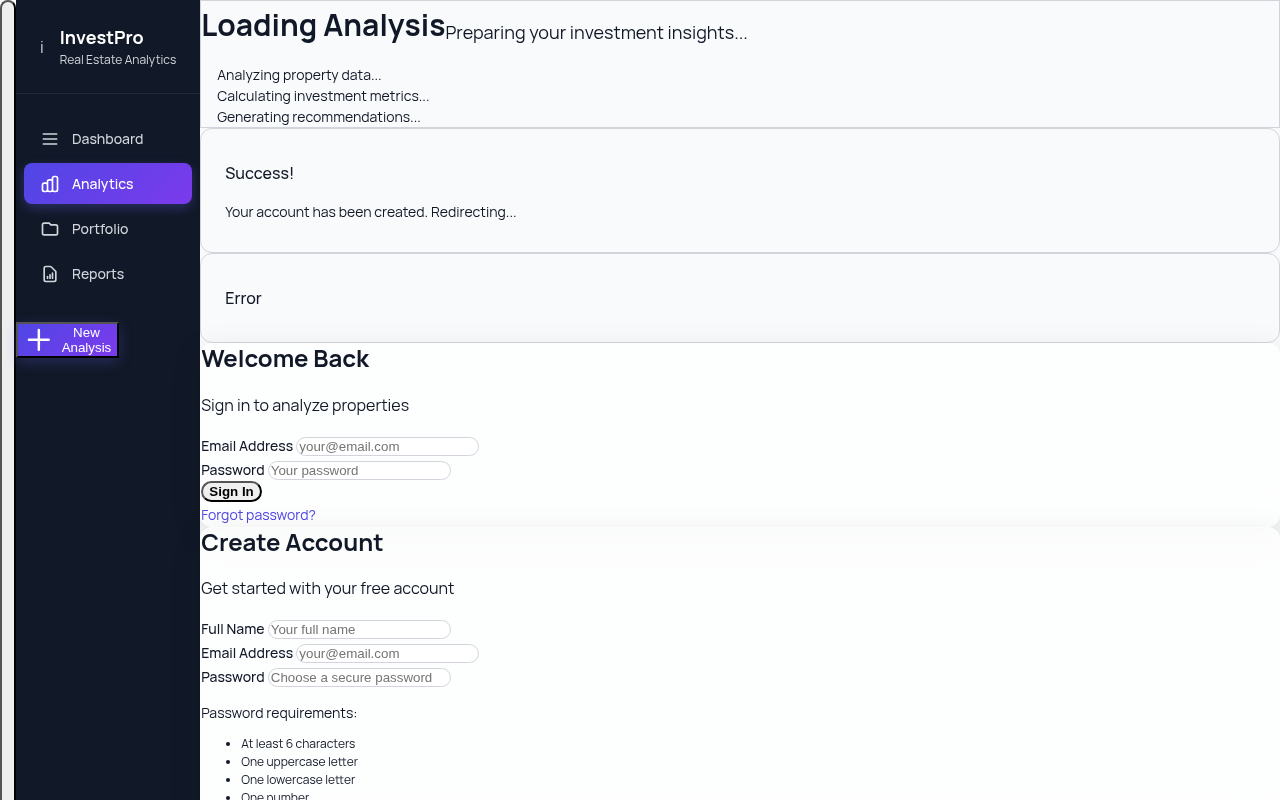 i
InvestPro
Real Estate Analytics
Dashboard
Analytics
Portfolio
Reports
New
Analysis
Loading Analysis Preparing your investment insights...
Analyzing property data...
Calculating investment metrics...
Generating recommendations...
Success!
Your account has been created. Redirecting...
Error
Welcome Back
Sign in to analyze properties
Email Address your@email.com
Password Your password
Sign In
Forgot password?
Create Account
Get started with your free account
Full Name Your full name
Email Address your@email.com
Password Choose a secure password
Password requirements:
At least 6 characters
One uppercase letter
One lowercase letter
One number